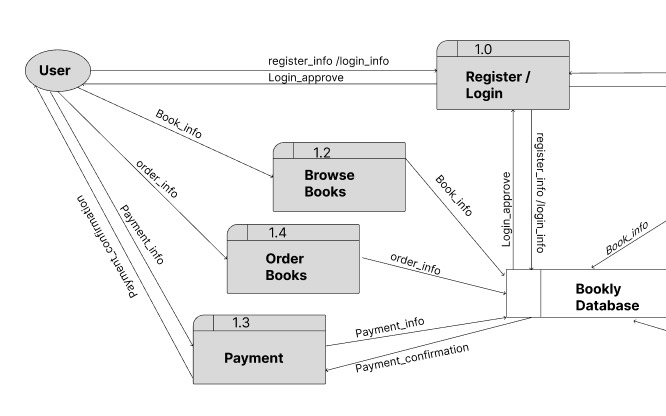 1.0
register_info /login_info
User
Login_approve
Register /
Login
Book_info
1.2
Browse
Books
order_info
Book_info
Login_approve
register_info /login_info
Payment_confirmation
Payment_info
1.4
Order
Books
order_info
Book_info
Bookly
Database
1.3
Payment
Payment_info
Payment_confirmation